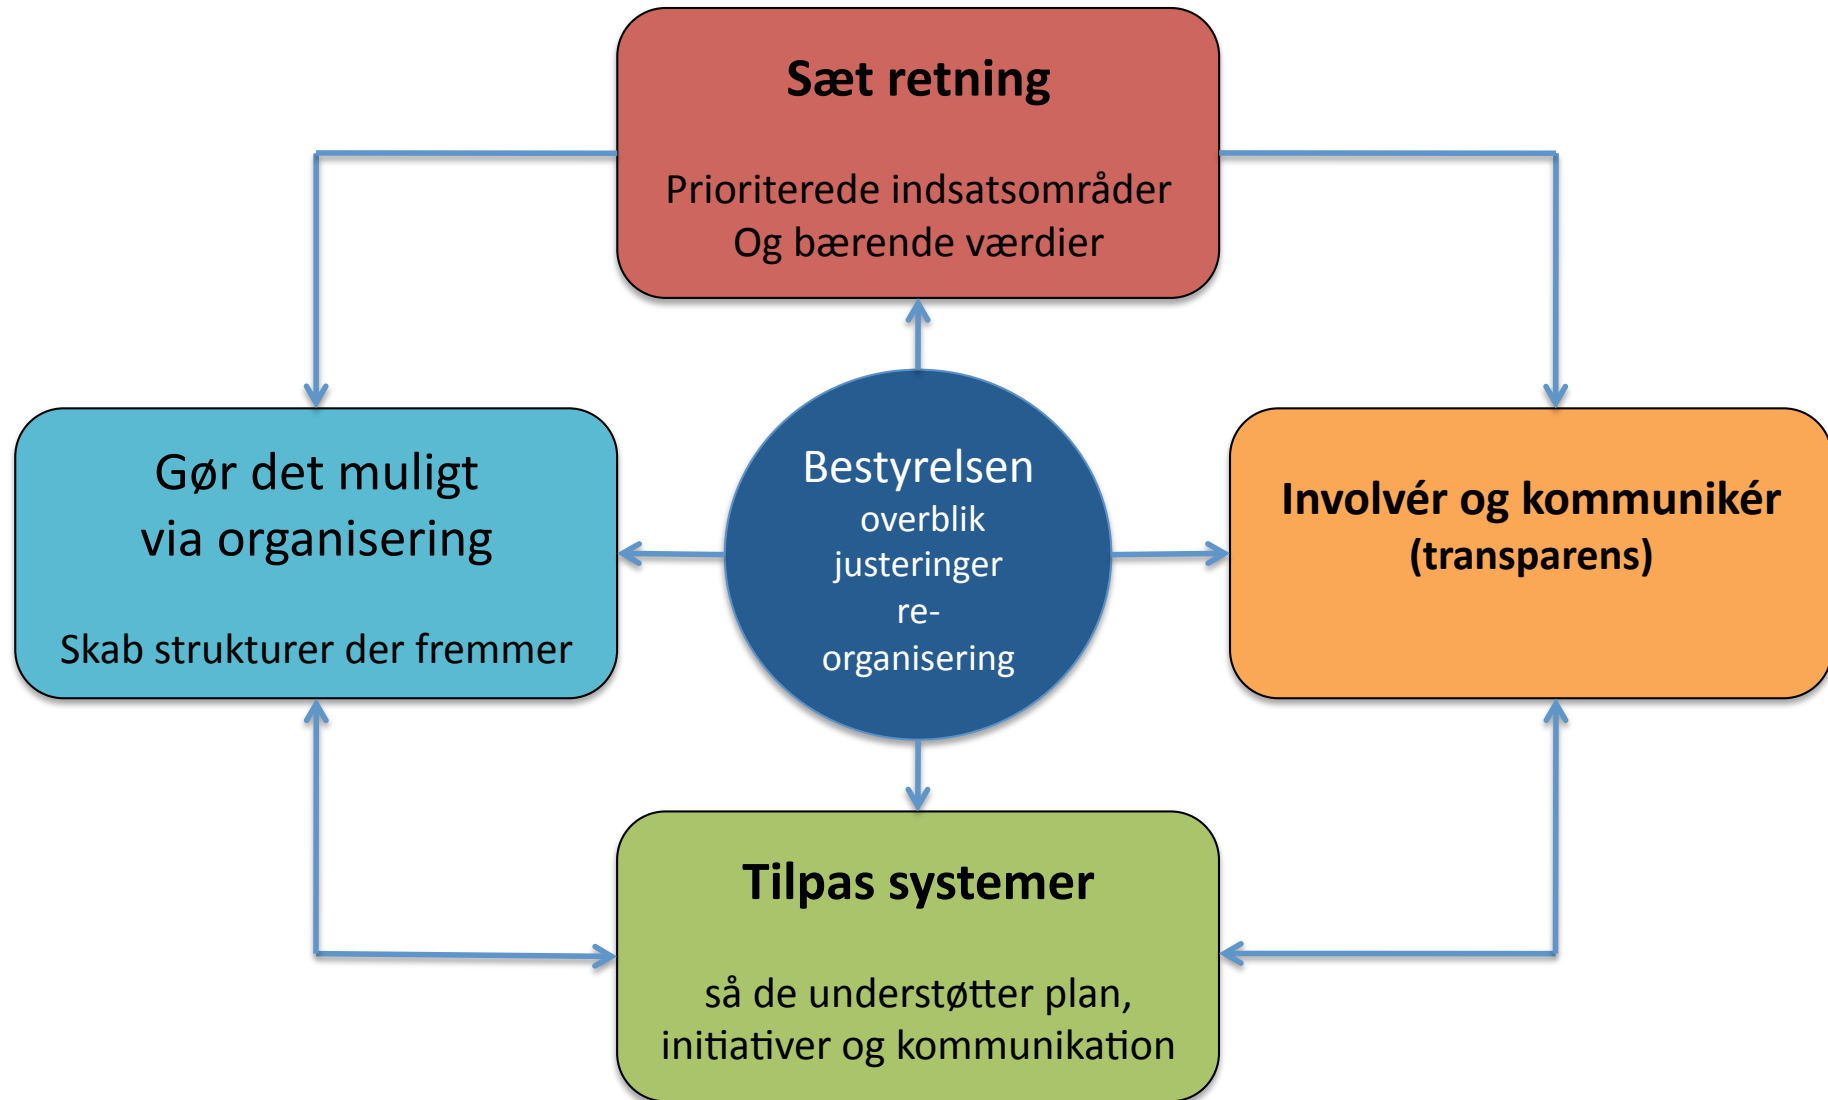 Sæt retning
Prioriterede indsatsområder
Og bærende værdier
Gør det muligt
via organisering
Skab strukturer der fremmer
Bestyrelsen
overblik
justeringer
re-
organisering
Involvér og kommunikér
(transparens)
Tilpas systemer
så de understøtter plan,
initiativer og kommunikation